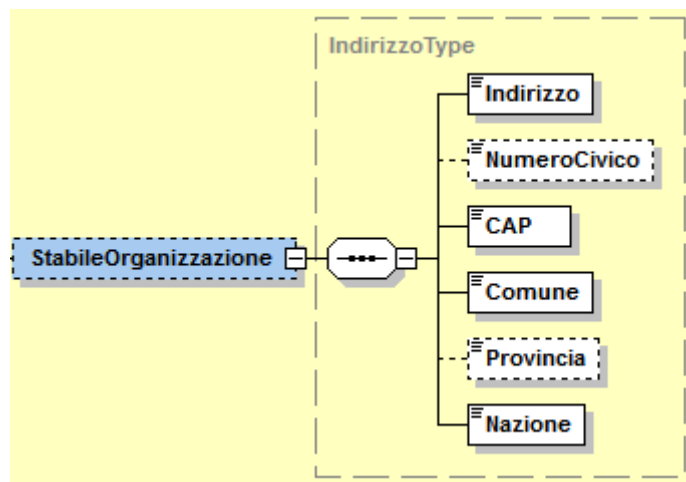 IndirizzoType
Indirizzo
NumeroCivico
CAP
StabileOrganizzazione
Comune
Provincia
Nazione